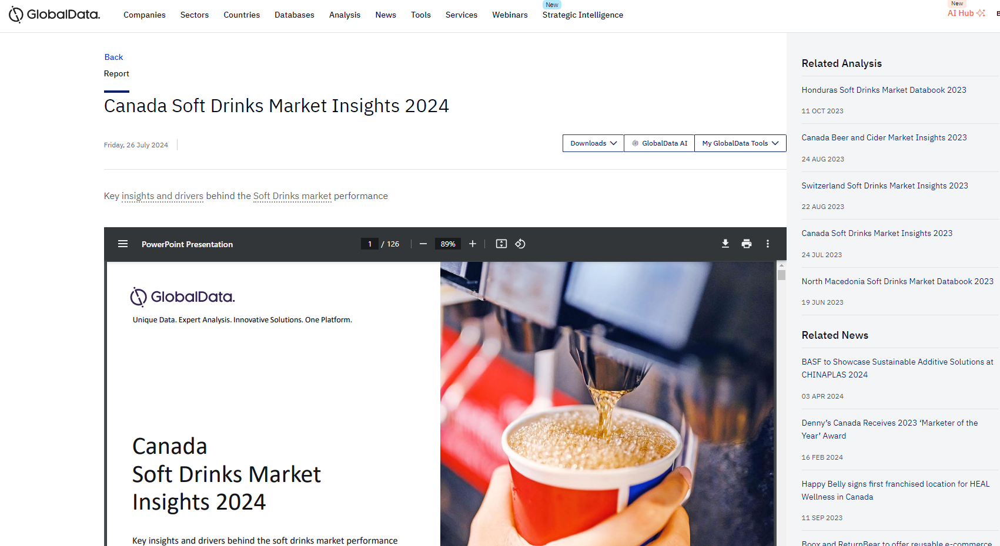 GlobalData.
Companies Sectors Countries Databases Analysis News Tools Services Webinars New Strategic Intelligence New AI Hub
Back
Report
Canada Soft Drinks Market Insights 2024
Friday, 26 July 2024
Downloads GlobalData AI My GlobalData Tools
Key insights and drivers behind the Soft Drinks market performance
PowerPoint Presentation 1 / 126 89%
GlobalData.
Unique Data. Expert Analysis. Innovative Solutions. One Platform.
Canada
Soft Drinks Market
Insights 2024
Key insights and drivers behind the soft drinks market performance
Related Analysis
Honduras Soft Drinks Market Databook 2023
11 OCT 2023
Canada Beer and Cider Market Insights 2023
24 AUG 2023
Switzerland Soft Drinks Market Insights 2023
22 AUG 2023
Canada Soft Drinks Market Insights 2023
24 JUL 2023
North Macedonia Soft Drinks Market Databook 2023
19 JUN 2023
Related News
BASF to Showcase Sustainable Additive Solutions at
CHINAPLAS 2024
03 APR 2024
Denny’s Canada Receives 2023 ‘Marketer of the
Year’ Award
16 FEB 2024
Happy Belly signs first franchised location for HEAL
Wellness in Canada
11 SEP 2023
Boox and ReturnBear to offer reusable e-commerce